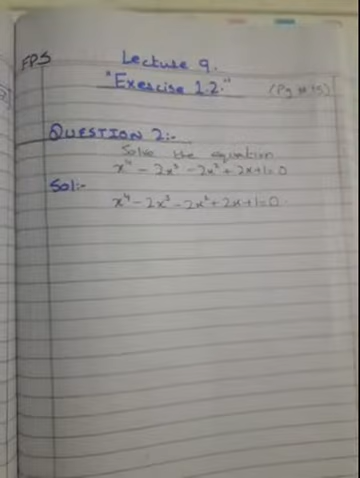 FPS
Lecture 9.
"Exercise 1.2." (Pg # 15)
QUESTION 2:-
Solve the equation
x⁴ - 2x³ - 2x² + 2x + 1 = 0
Sol:-
x⁴ - 2x³ - 2x² + 2x + 1 = 0